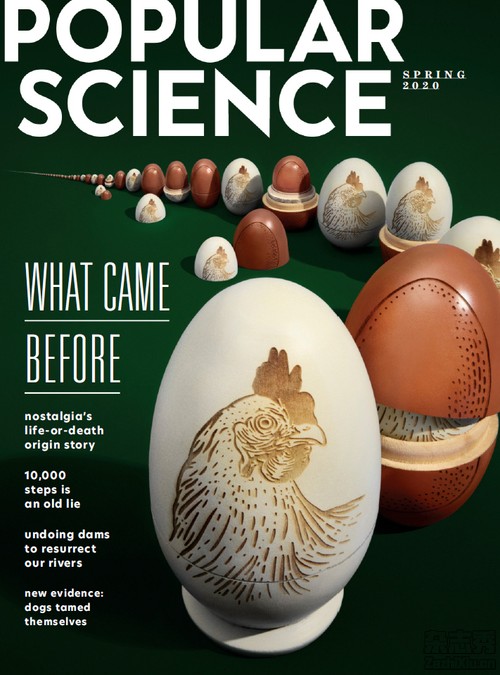 POPULAR
SCIENCE
SPRING
2020
WHAT CAME
BEFORE
nostalgia's
life-or-death
origin story
10,000
steps is
an old lie
undoing dams
to resurrect
our rivers
new evidence:
dogs tamed
themselves